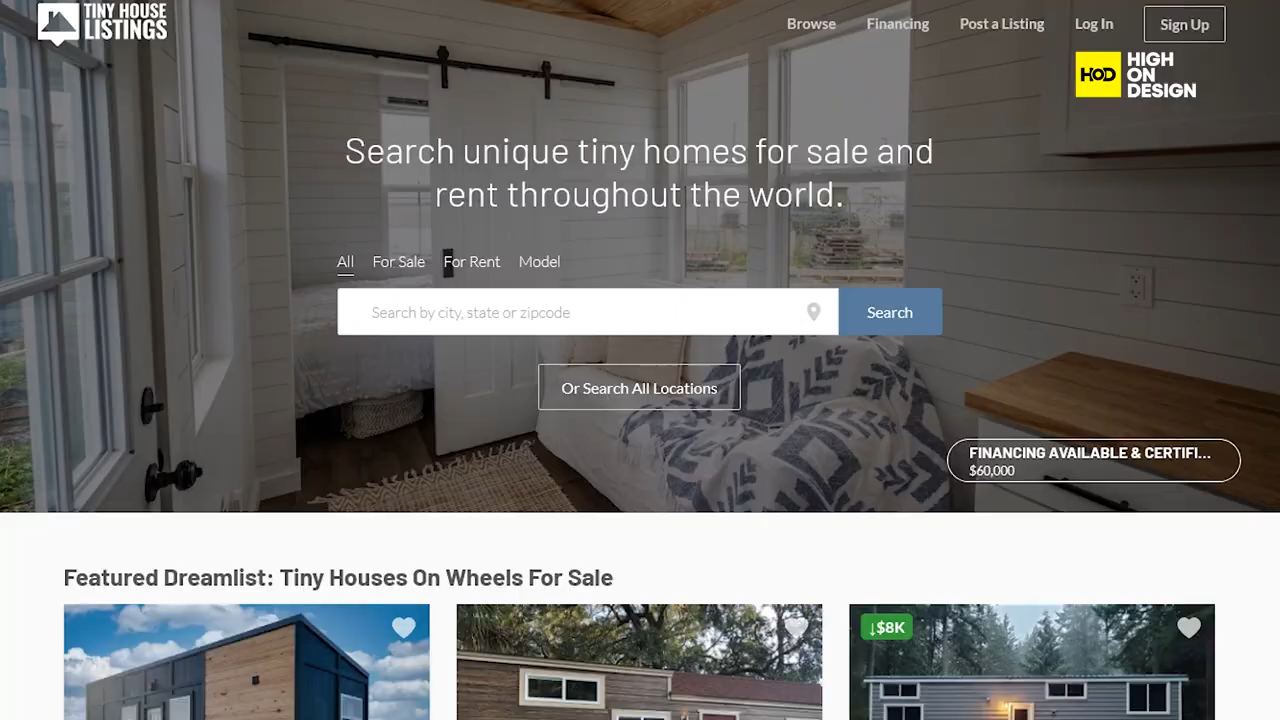 TINY HOUSE
LISTINGS
Browse
Financing
Post a Listing
Log In
Sign Up
HOD
HIGH
ON
DESIGN
Search unique tiny homes for sale and
rent throughout the world.
All
For Sale
For Rent
Model
Search by city, state or zipcode
Search
Or Search All Locations
FINANCING AVAILABLE & CERTIFI...
$60,000
Featured Dreamlist: Tiny Houses On Wheels For Sale
↓$8K